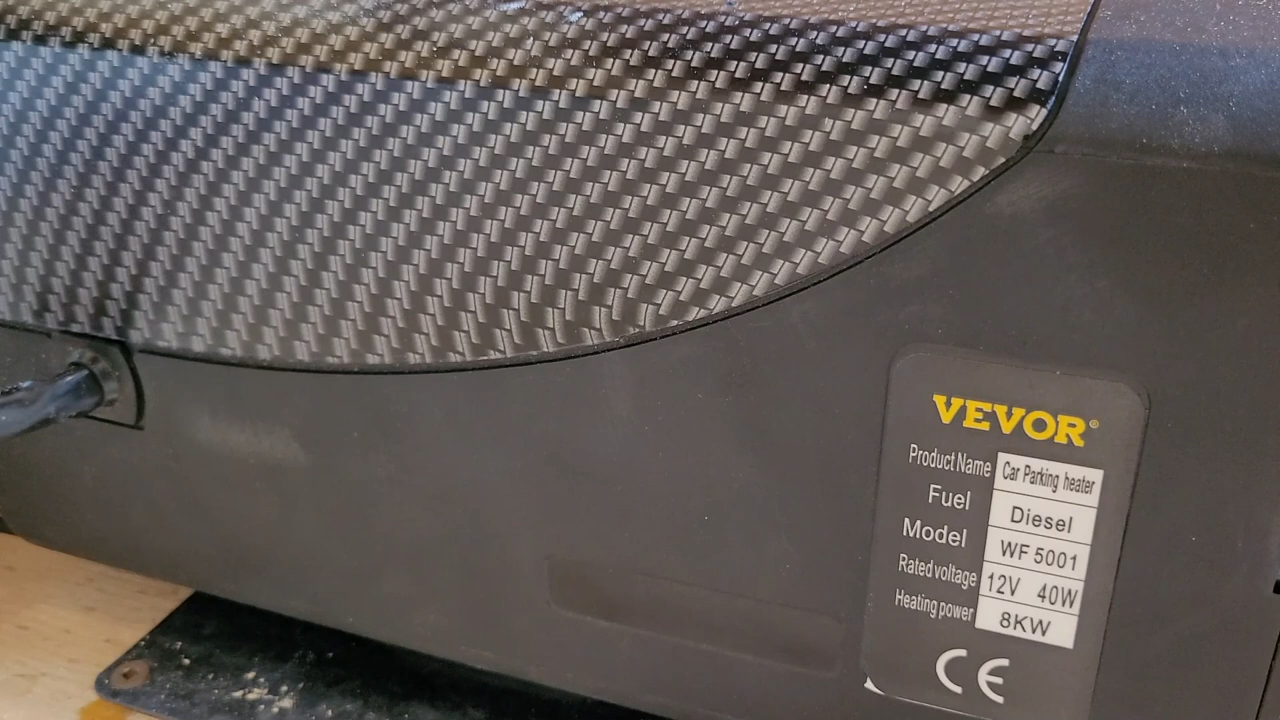 VEVOR®
Product Name Car Parking heater
Fuel Diesel
Model WF 5001
Rated voltage 12V 40W
Heating power 8KW
CE